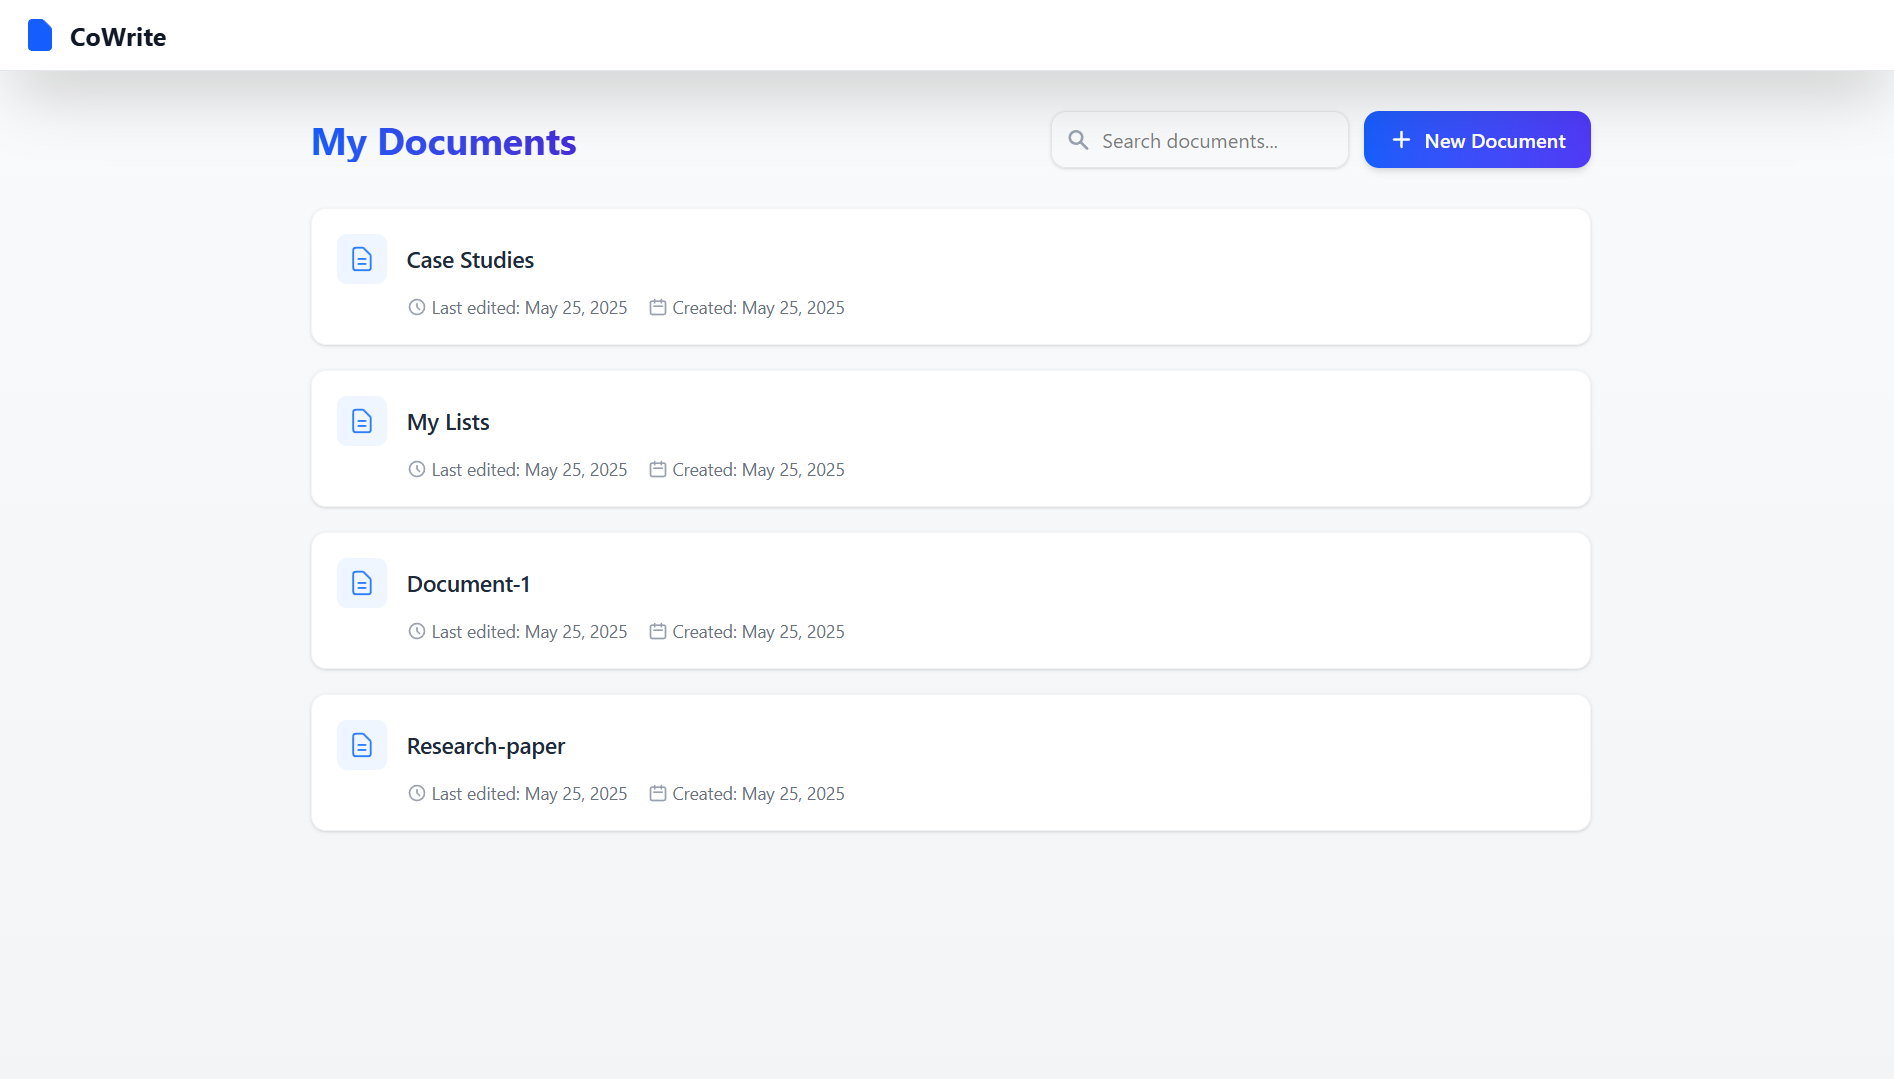 CoWrite
My Documents
Search documents...
New Document
Case Studies
Last edited: May 25, 2025 Created: May 25, 2025
My Lists
Last edited: May 25, 2025 Created: May 25, 2025
Document-1
Last edited: May 25, 2025 Created: May 25, 2025
Research-paper
Last edited: May 25, 2025 Created: May 25, 2025